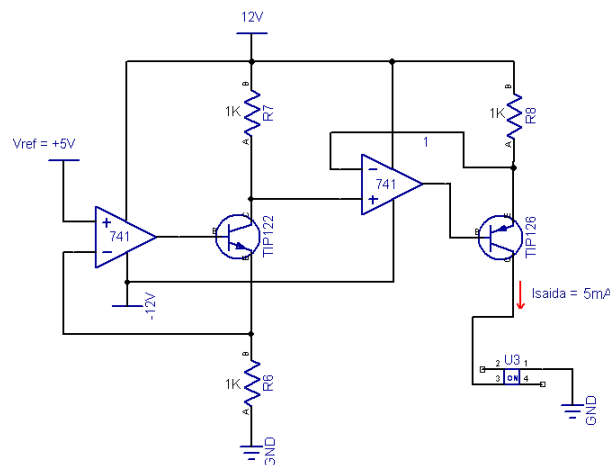 12V
B
1K
R7
A
B
1K
R8
A
Vref = +5V
1
741
C
741
B
TIP122
E
E
B
TIP126
C
-12V
Isaida = 5mA
B
1K
R6
A
U3
2
1
3
ON
4
GND
GND